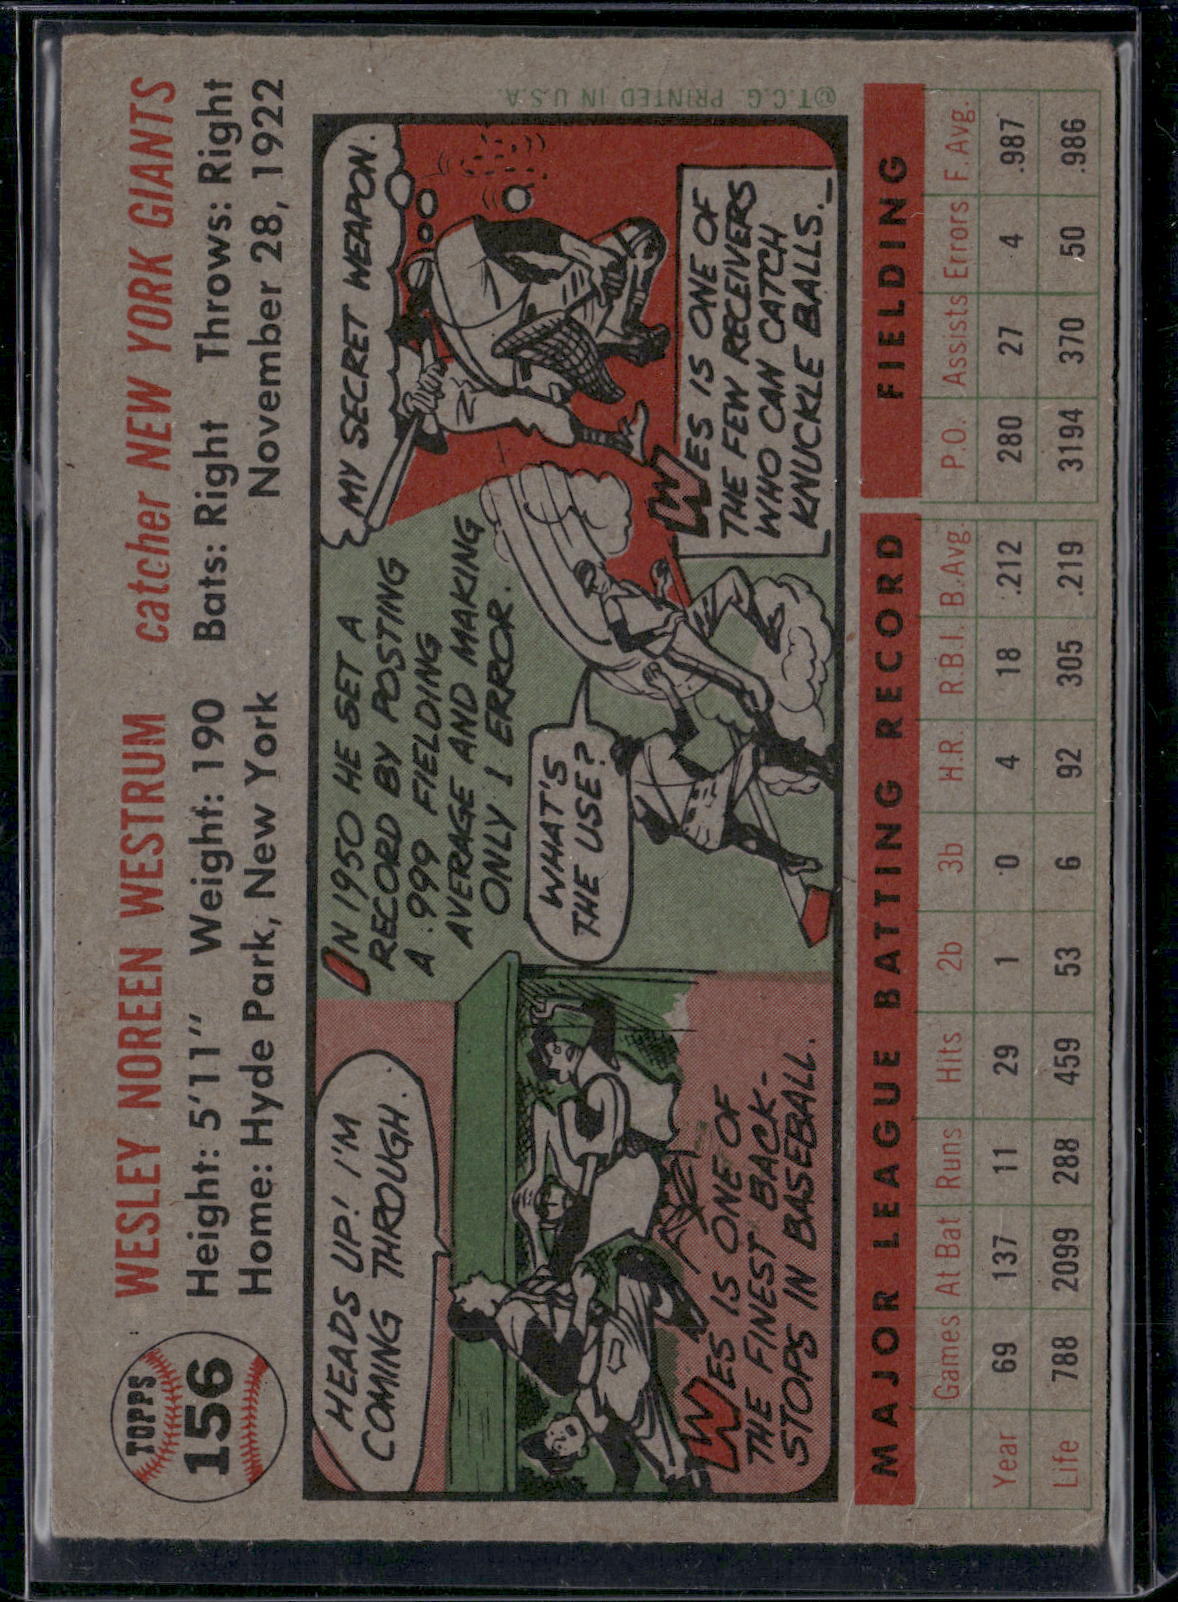 TOPPS
156
WESLEY NOREEN WESTRUM catcher NEW YORK GIANTS
Height: 5'11" Weight: 190 Bats: Right Throws: Right
Home: Hyde Park, New York November 28, 1922
HEADS UP! I'M
COMING THROUGH.
WES IS ONE OF
THE FINEST BACK-
STOPS IN BASEBALL.
IN 1950 HE SET A
RECORD BY POSTING
A .999 FIELDING
AVERAGE AND MAKING
ONLY 1 ERROR.
WHAT'S
THE USE?
MY SECRET WEAPON.
WES IS ONE OF
THE FEW RECEIVERS
WHO CAN CATCH
KNUCKLE BALLS.
©T.C.G. PRINTED IN U.S.A.
MAJOR LEAGUE BATTING RECORD FIELDING
Games At Bat Runs Hits 2b 3b H.R. R.B.I. B.Avg. P.O. Assists Errors F.Avg.
Year 69 137 11 29 1 0 4 18 .212 280 27 4 .987
Life 788 2099 288 459 53 6 92 305 .219 3194 370 50 .986